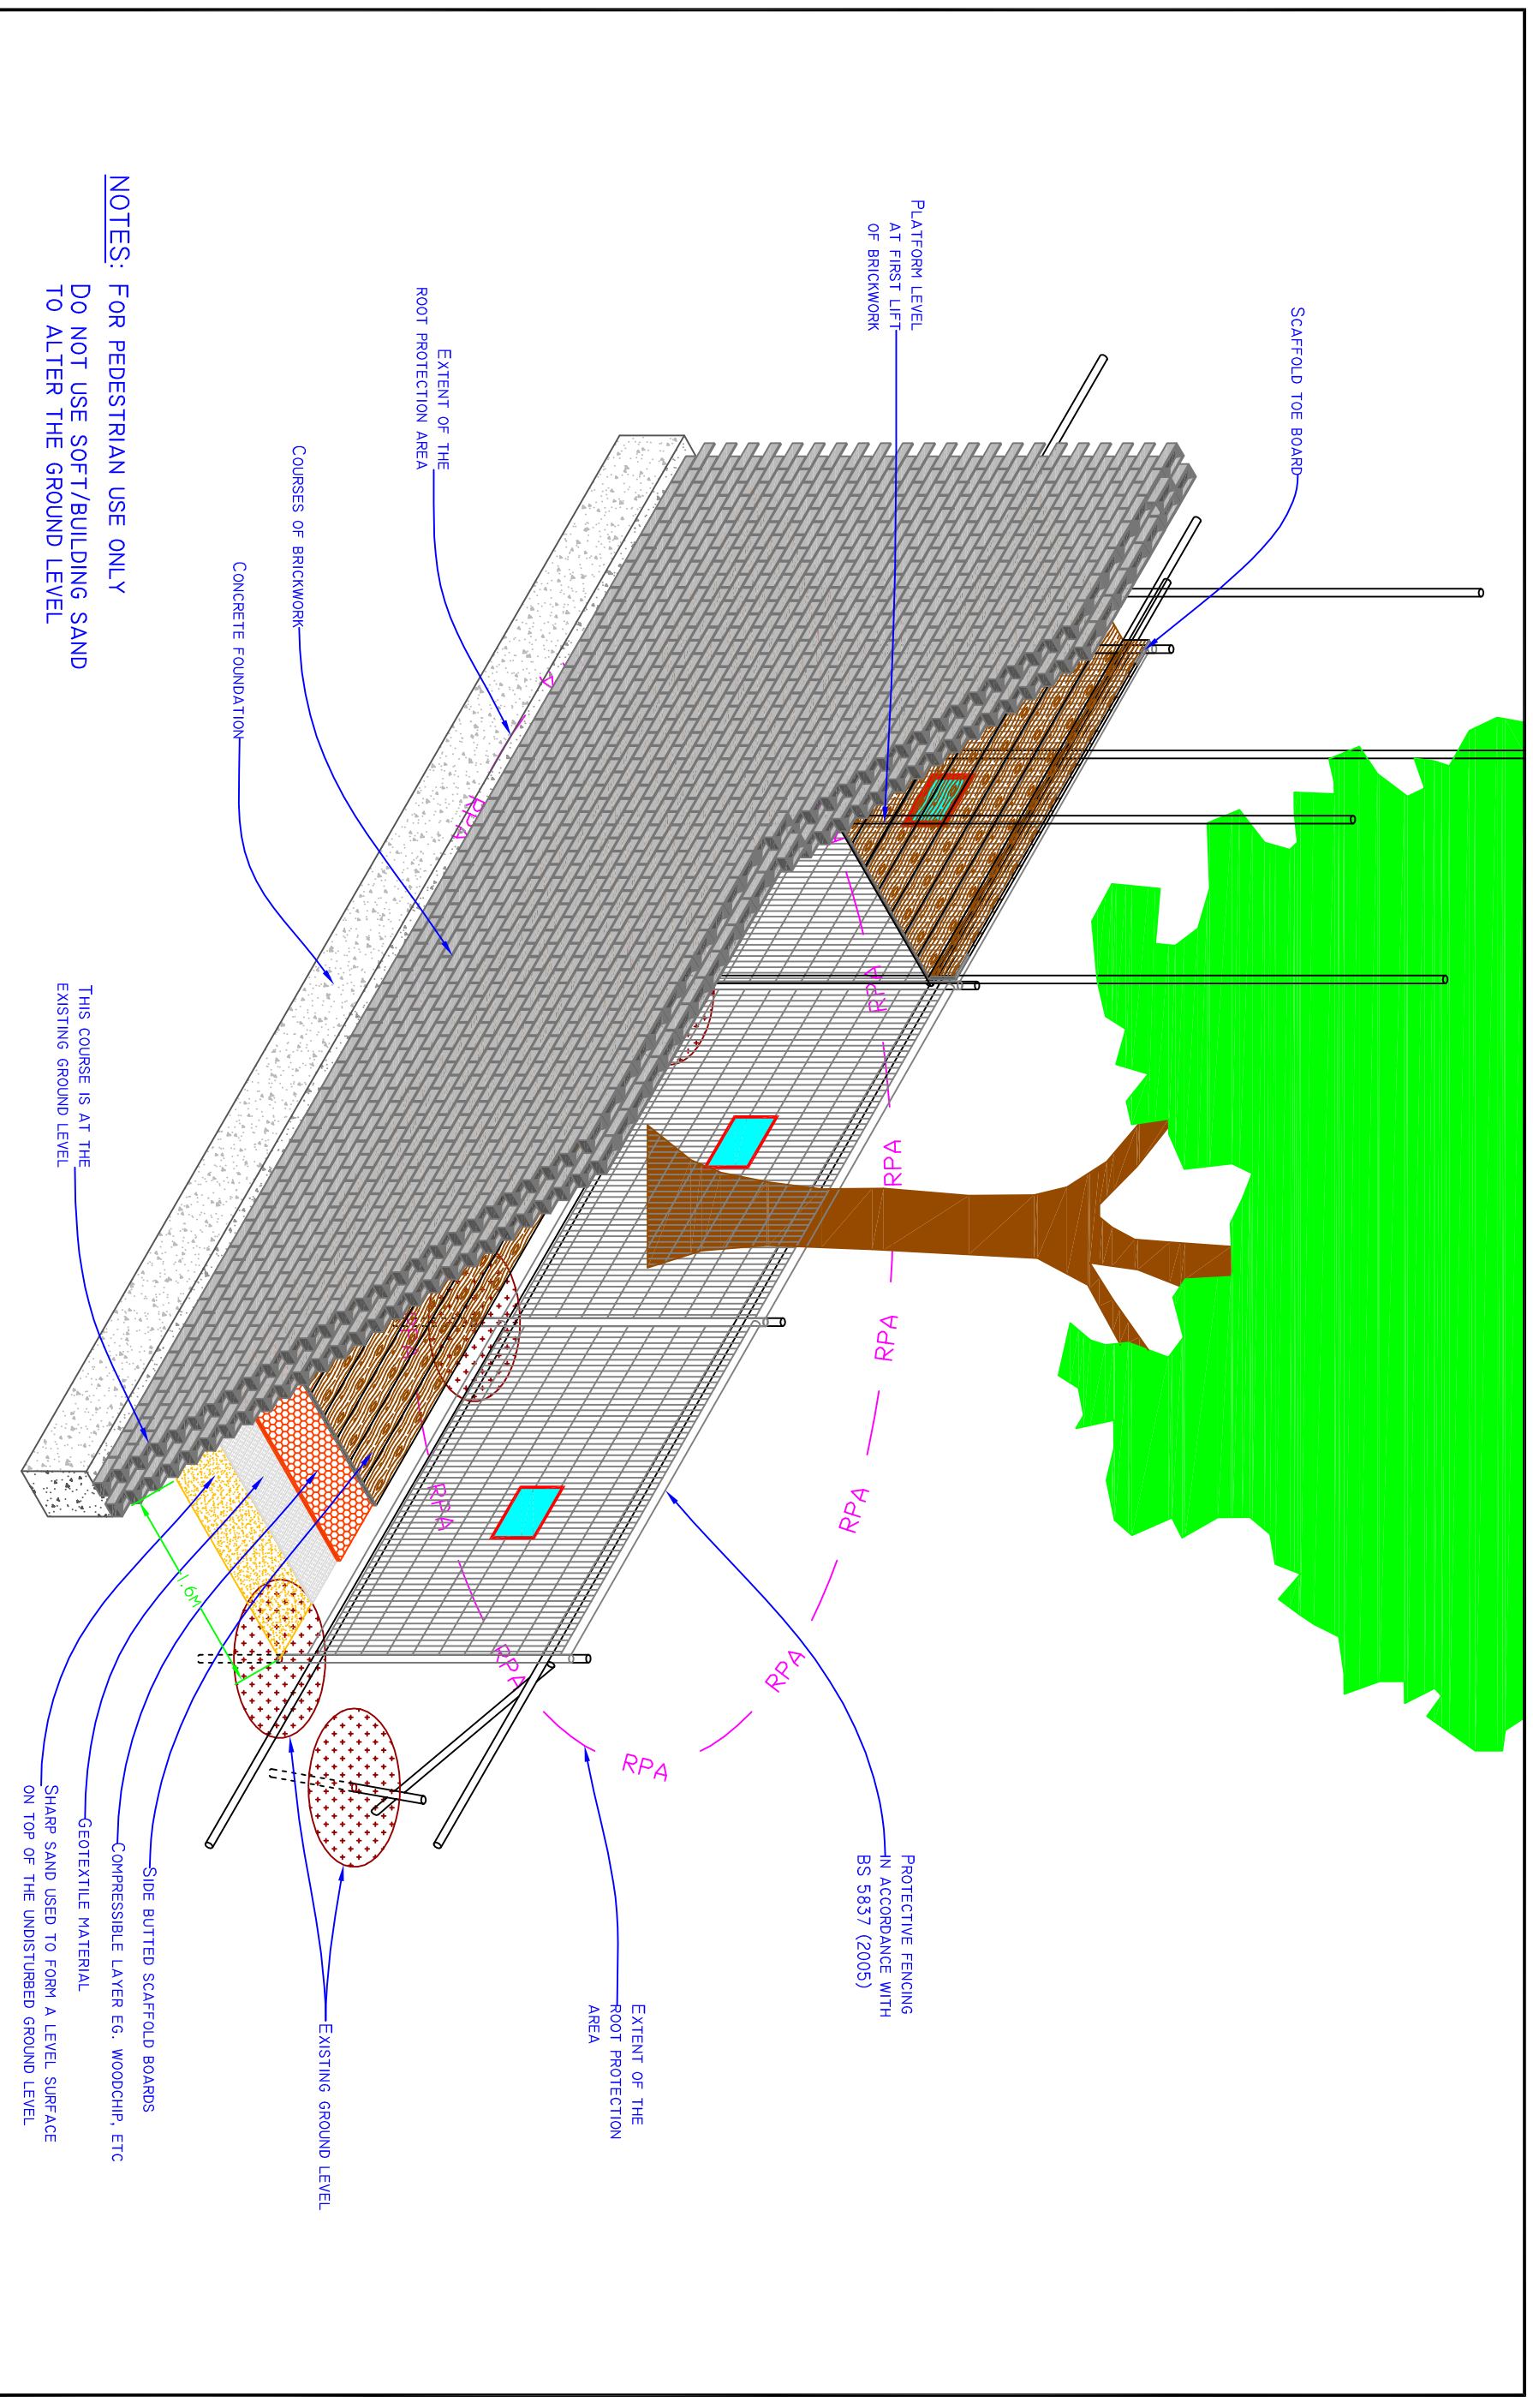 SCAFFOLD TOE BOARD
PLATFORM LEVEL
AT FIRST LIFT
OF BRICKWORK
PROTECTIVE FENCING
IN ACCORDANCE WITH
BS 5837 (2005)
RPA
RPA
RPA
RPA
RPA
RPA
RPA
RPA
RPA
EXTENT OF THE
ROOT PROTECTION
AREA
EXTENT OF THE
ROOT PROTECTION AREA
COURSES OF BRICKWORK
CONCRETE FOUNDATION
EXISTING GROUND LEVEL
1.6M
NOTES: FOR PEDESTRIAN USE ONLY
DO NOT USE SOFT/BUILDING SAND
TO ALTER THE GROUND LEVEL
THIS COURSE IS AT THE
EXISTING GROUND LEVEL
SIDE BUTTED SCAFFOLD BOARDS
COMPRESSIBLE LAYER EG. WOODCHIP, ETC
GEOTEXTILE MATERIAL
SHARP SAND USED TO FORM A LEVEL SURFACE
ON TOP OF THE UNDISTURBED GROUND LEVEL